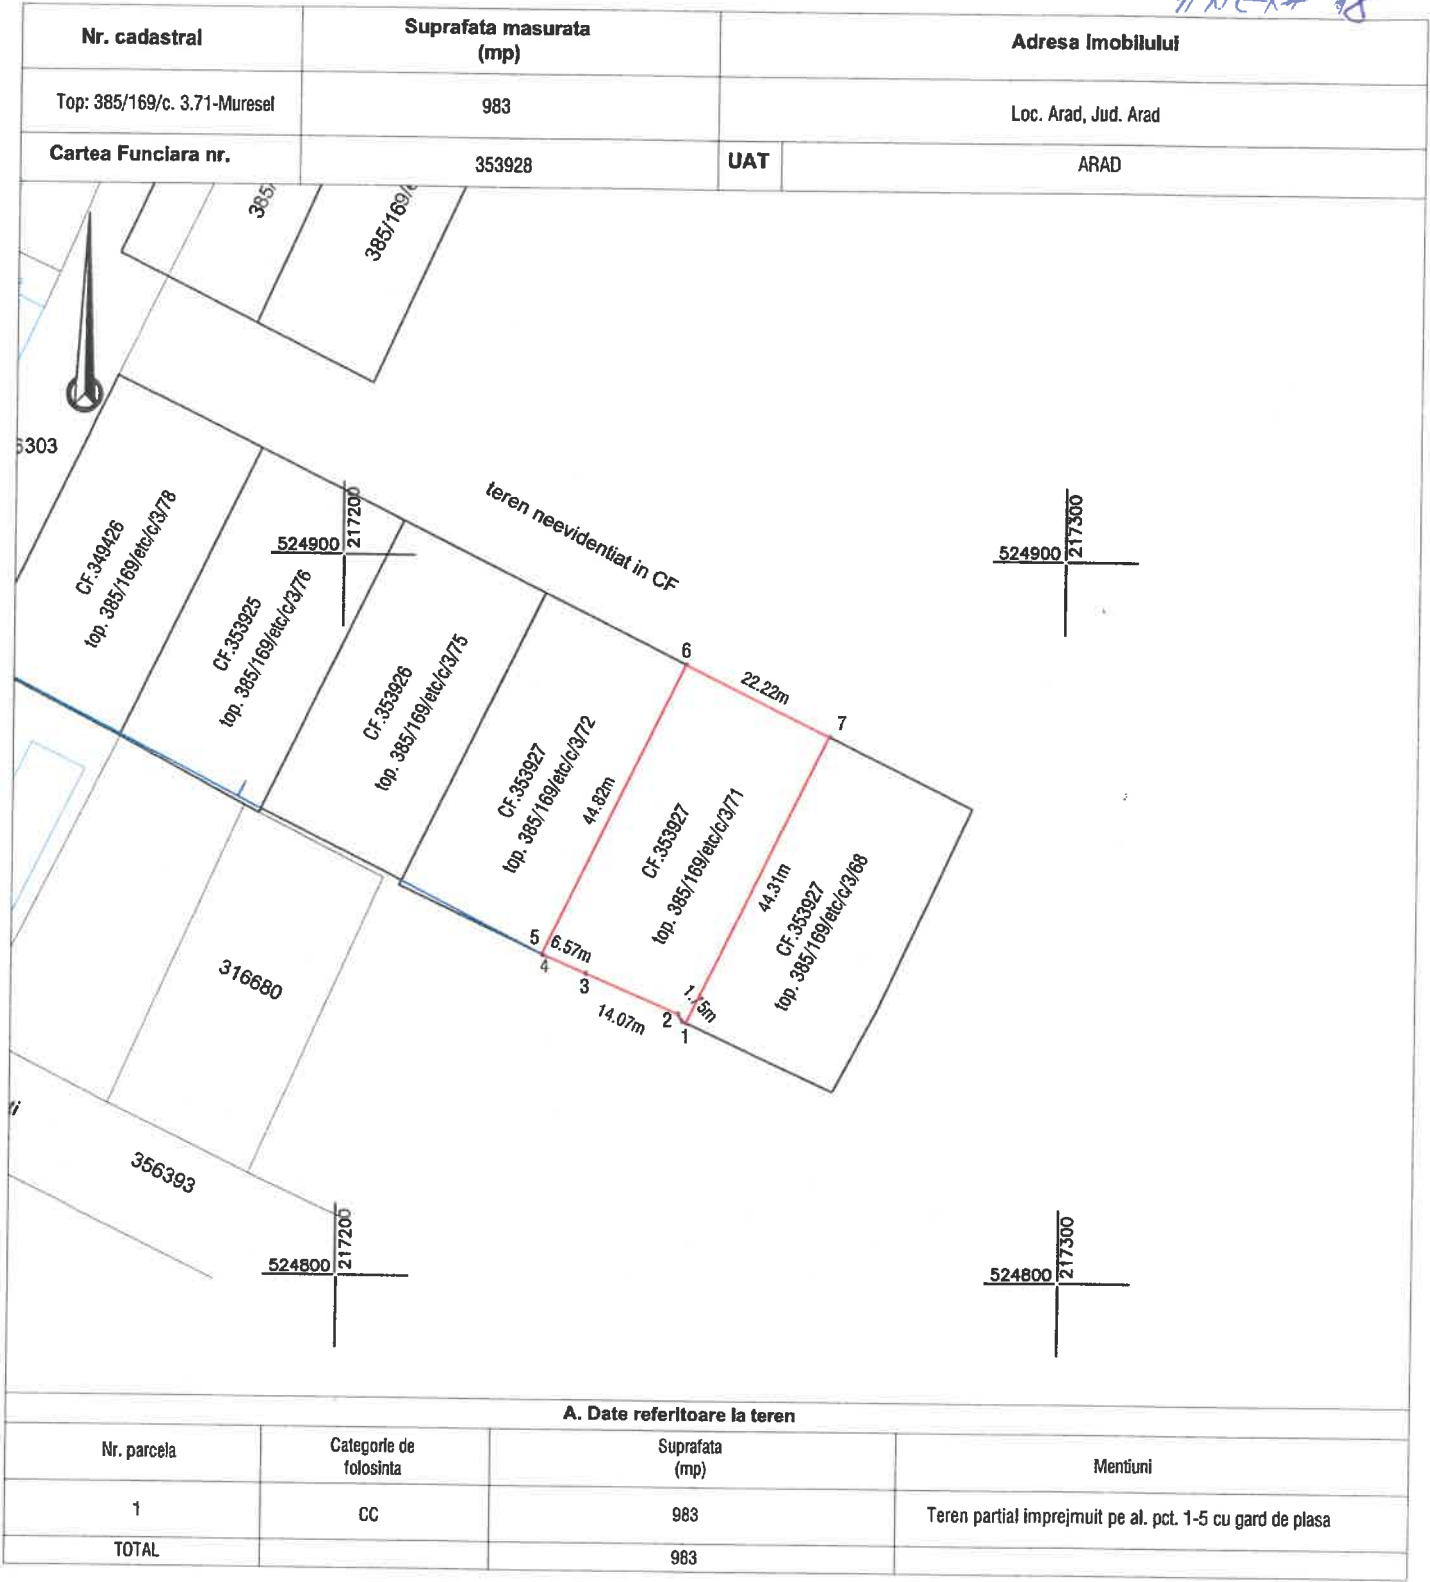 ANEXA 18
Nr. cadastral
Suprafata masurata
(mp)
Adresa Imobilului
Top: 385/169/c. 3.71-Muresel
983
Loc. Arad, Jud. Arad
Cartea Funciara nr.
353928
UAT
ARAD
385/
385/169/
6303
CF.349426
top. 385/169/etc/c/3/78
CF.353925
top. 385/169/etc/c/3/76
CF.353926
top. 385/169/etc/c/3/75
CF.353927
top. 385/169/etc/c/3/72
CF.353927
top. 385/169/etc/c/3/71
CF.353927
top. 385/169/etc/c/3/68
teren neevidentiat in CF
524900
217200
524900
217300
6
22.22m
7
44.82m
44.31m
5
6.57m
4
3
14.07m
2
1
316680
356393
524800
217200
524800
217300
A. Date referitoare la teren
Nr. parcela
Categorie de
folosinta
Suprafata
(mp)
Mentiuni
1
CC
983
Teren partial imprejmuit pe al. pct. 1-5 cu gard de plasa
TOTAL
983